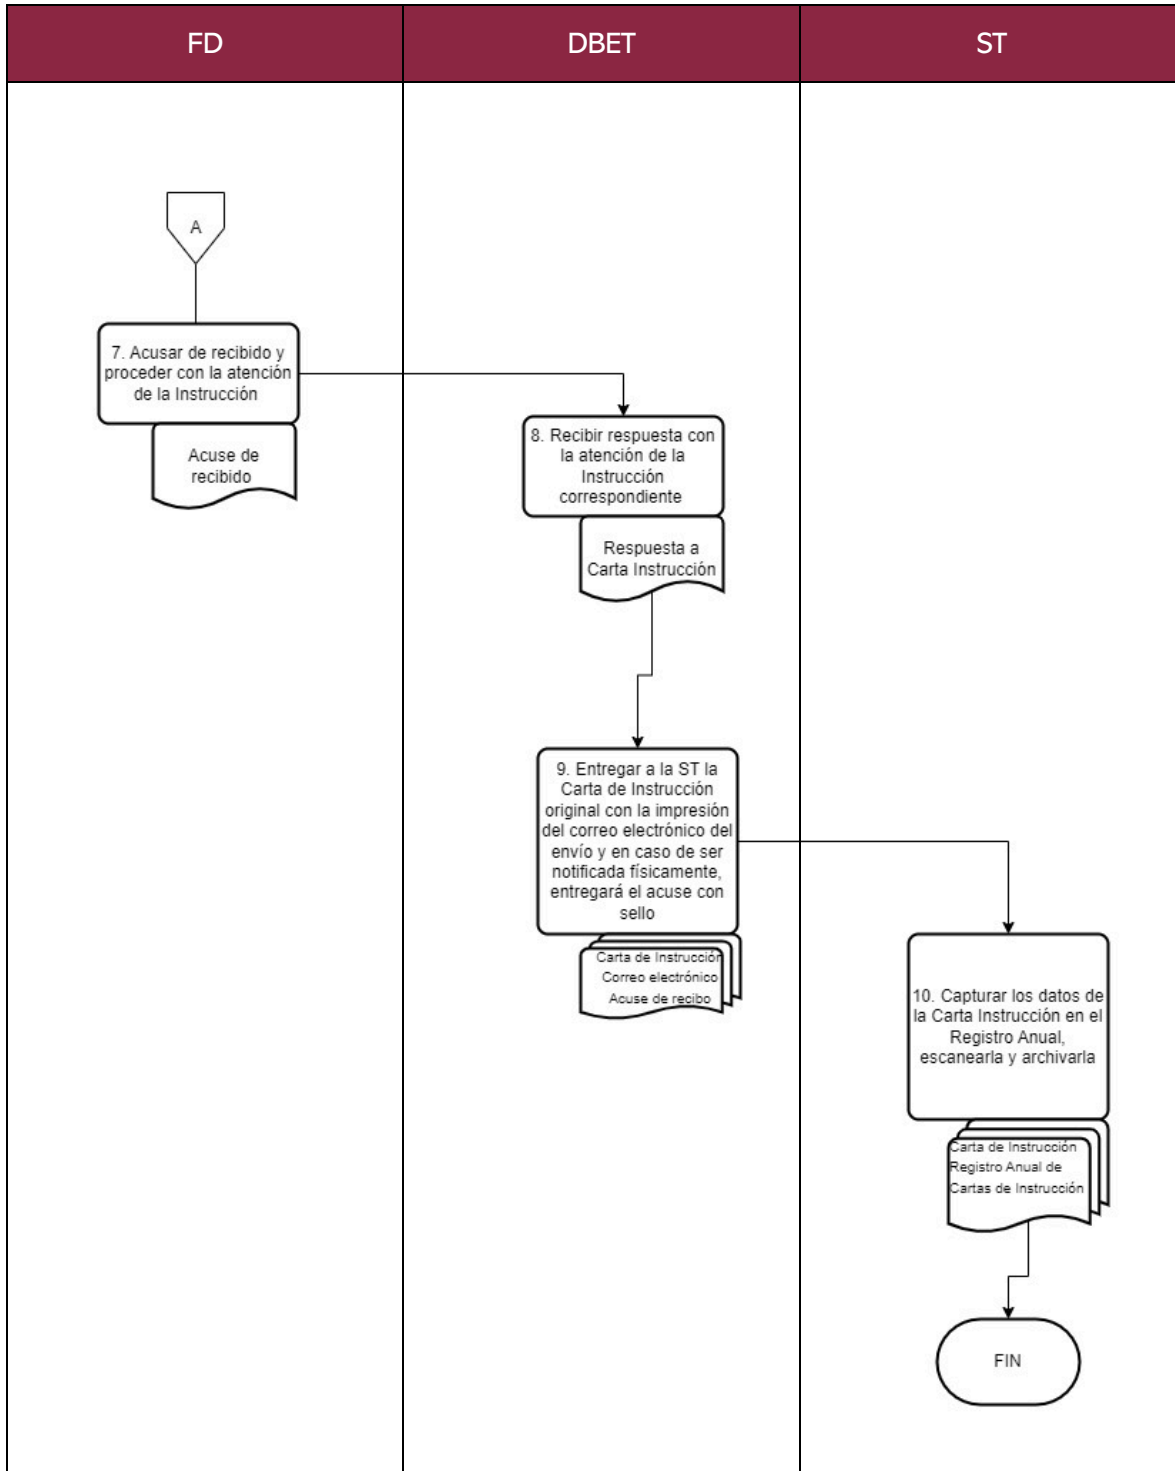 FD
DBET
ST
A
7. Acusar de recibido y
proceder con la atención
de la Instrucción
Acuse de
recibido
8. Recibir respuesta con
la atención de la
Instrucción
correspondiente
Respuesta a
Carta Instrucción
9. Entregar a la ST la
Carta de Instrucción
original con la impresión
del correo electrónico del
envío y en caso de ser
notificada físicamente,
entregará el acuse con
sello
Carta de Instrucción
Correo electrónico
Acuse de recibo
10. Capturar los datos de
la Carta Instrucción en el
Registro Anual,
escanearla y archivarla
Carta de Instrucción
Registro Anual de
Cartas de Instrucción
FIN